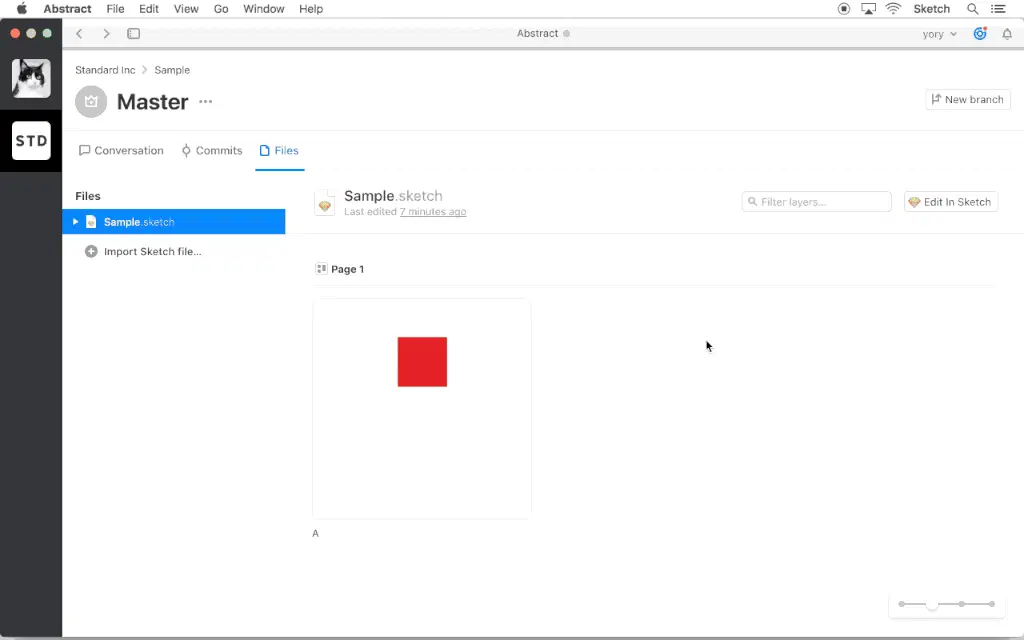 Abstract File Edit View Go Window Help Sketch
Abstract yory
Standard Inc Sample
Master ... New branch
STD
Conversation Commits Files
Files
Sample.sketch
Last edited 7 minutes ago
Filter layers...
Edit In Sketch
Sample.sketch
Import Sketch file...
Page 1
A